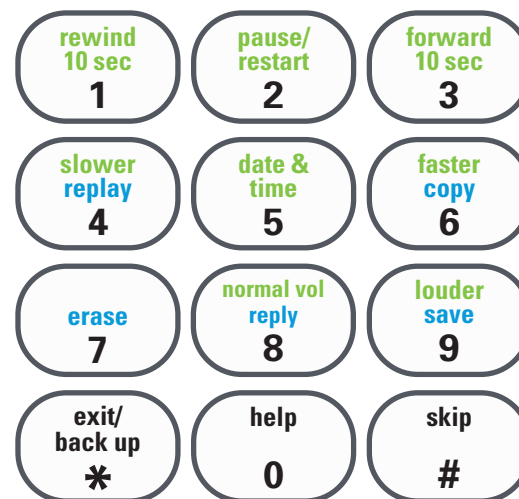 rewind
10 sec
1
pause/
restart
2
forward
10 sec
3
slower
replay
4
date &
time
5
faster
copy
6
erase
7
normal vol
reply
8
louder
save
9
exit/
back up
*
help
0
skip
#